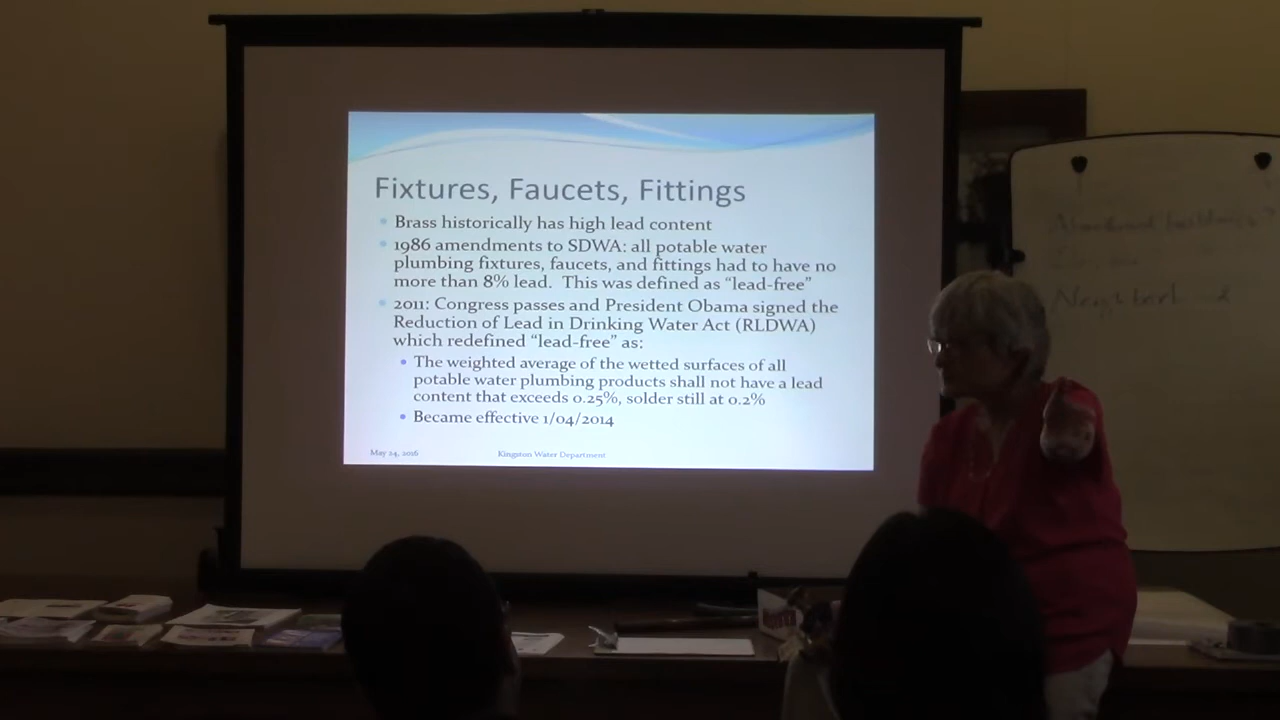 Fixtures, Faucets, Fittings
Brass historically has high lead content
1986 amendments to SDWA: all potable water
plumbing fixtures, faucets, and fittings had to have no
more than 8% lead. This was defined as “lead-free”
2011: Congress passes and President Obama signed the
Reduction of Lead in Drinking Water Act (RLDWA)
which redefined “lead-free” as:
The weighted average of the wetted surfaces of all
potable water plumbing products shall not have a lead
content that exceeds 0.25%, solder still at 0.2%
Became effective 1/04/2014
May 24, 2016
Kingston Water Department